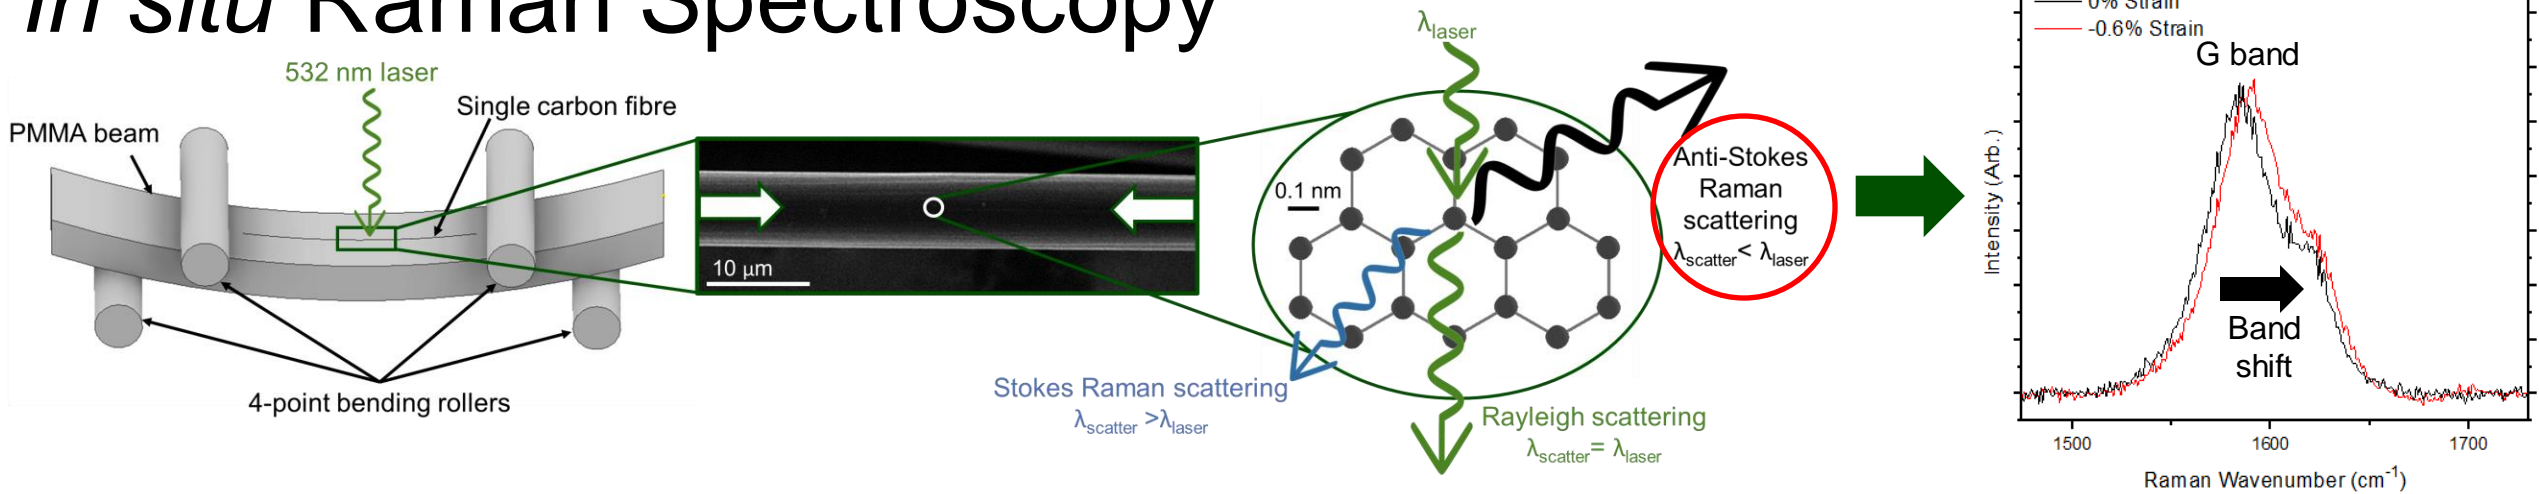 In situ Raman Spectroscopy
532 nm laser
Single carbon fibre
PMMA beam
4-point bending rollers
10 µm
λlaser
0.1 nm
Anti-Stokes
Raman
scattering
λscatter< λlaser
Stokes Raman scattering
λscatter >λlaser
Rayleigh scattering
λscatter= λlaser
0% Strain
-0.6% Strain
G band
Band
shift
Intensity (Arb.)
1500
1600
1700
Raman Wavenumber (cm-1)